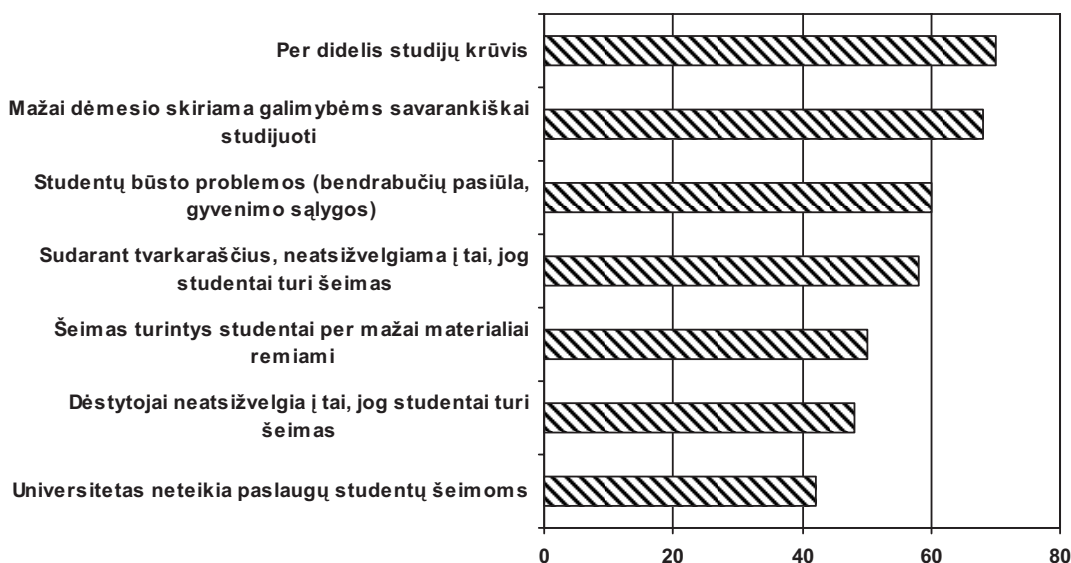 Per didelis studijų krūvis
Mažai dėmesio skiriama galimybėms savarankiškai
studijuoti
Studentų būsto problemos (bendrabučių pasiūla,
gyvenimo sąlygos)
Sudarant tvarkaraščius, neatsižvelgiama į tai, jog
studentai turi šeimas
Šeimas turintys studentai per mažai materialiai
remiami
Dėstytojai neatsižvelgia į tai, jog studentai turi
šeimas
Universitetas neteikia paslaugų studentų šeimoms
0 20 40 60 80